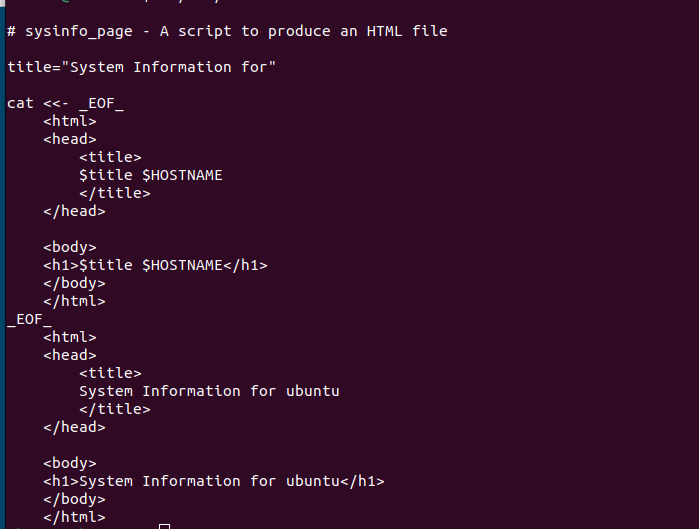 # sysinfo_page - A script to produce an HTML file
title="System Information for"
cat <<- _EOF_
    <html>
    <head>
        <title>
        $title $HOSTNAME
        </title>
    </head>
    <body>
    <h1>$title $HOSTNAME</h1>
    </body>
    </html>
_EOF_
    <html>
    <head>
        <title>
        System Information for ubuntu
        </title>
    </head>
    <body>
    <h1>System Information for ubuntu</h1>
    </body>
    </html>